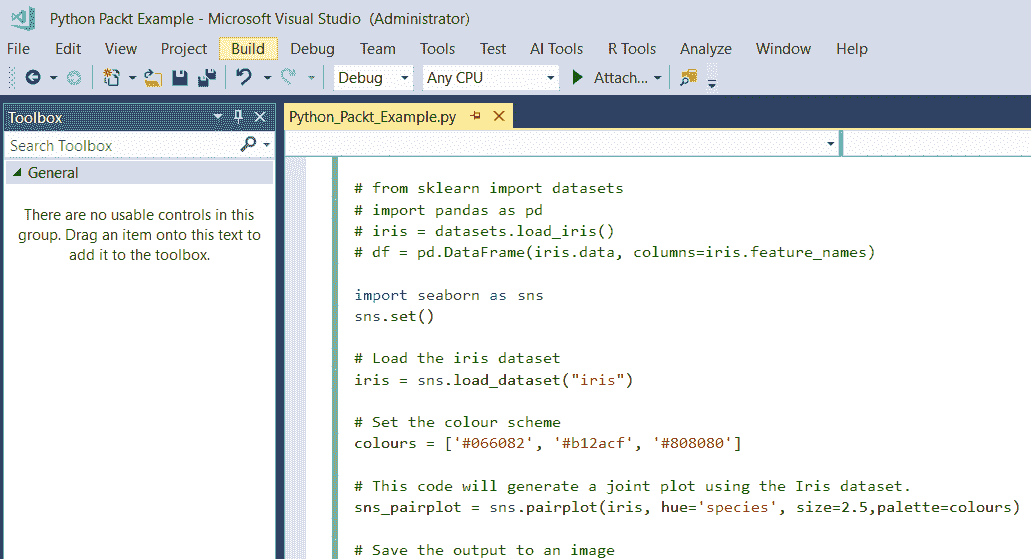 Python Packt Example - Microsoft Visual Studio (Administrator)
File Edit View Project Build Debug Team Tools Test AI Tools R Tools Analyze Window Help
Debug Any CPU Attach...
Toolbox
Python_Packt_Example.py
Search Toolbox
General
There are no usable controls in this
group. Drag an item onto this text to
add it to the toolbox.
# from sklearn import datasets
# import pandas as pd
# iris = datasets.load_iris()
# df = pd.DataFrame(iris.data, columns=iris.feature_names)
import seaborn as sns
sns.set()
# Load the iris dataset
iris = sns.load_dataset("iris")
# Set the colour scheme
colours = ['#066082', '#b12acf', '#808080']
# This code will generate a joint plot using the Iris dataset.
sns_pairplot = sns.pairplot(iris, hue='species', size=2.5,palette=colours)
# Save the output to an image